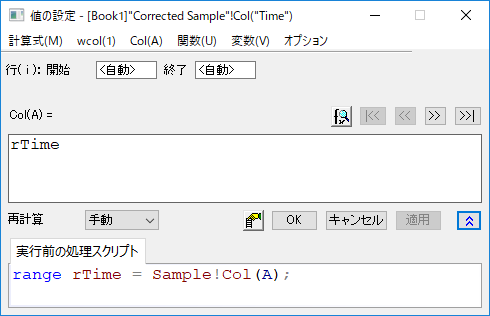 値の設定 - [Book1]"Corrected Sample"!Col("Time")
計算式(M) wcol(1) Col(A) 関数(U) 変数(V) オプション
行(i): 開始 <自動> 終了 <自動>
Col(A) =
|<< << >> >>|
rTime
再計算 手動 OK キャンセル 適用
実行前の処理スクリプト
range rTime = Sample!Col(A);